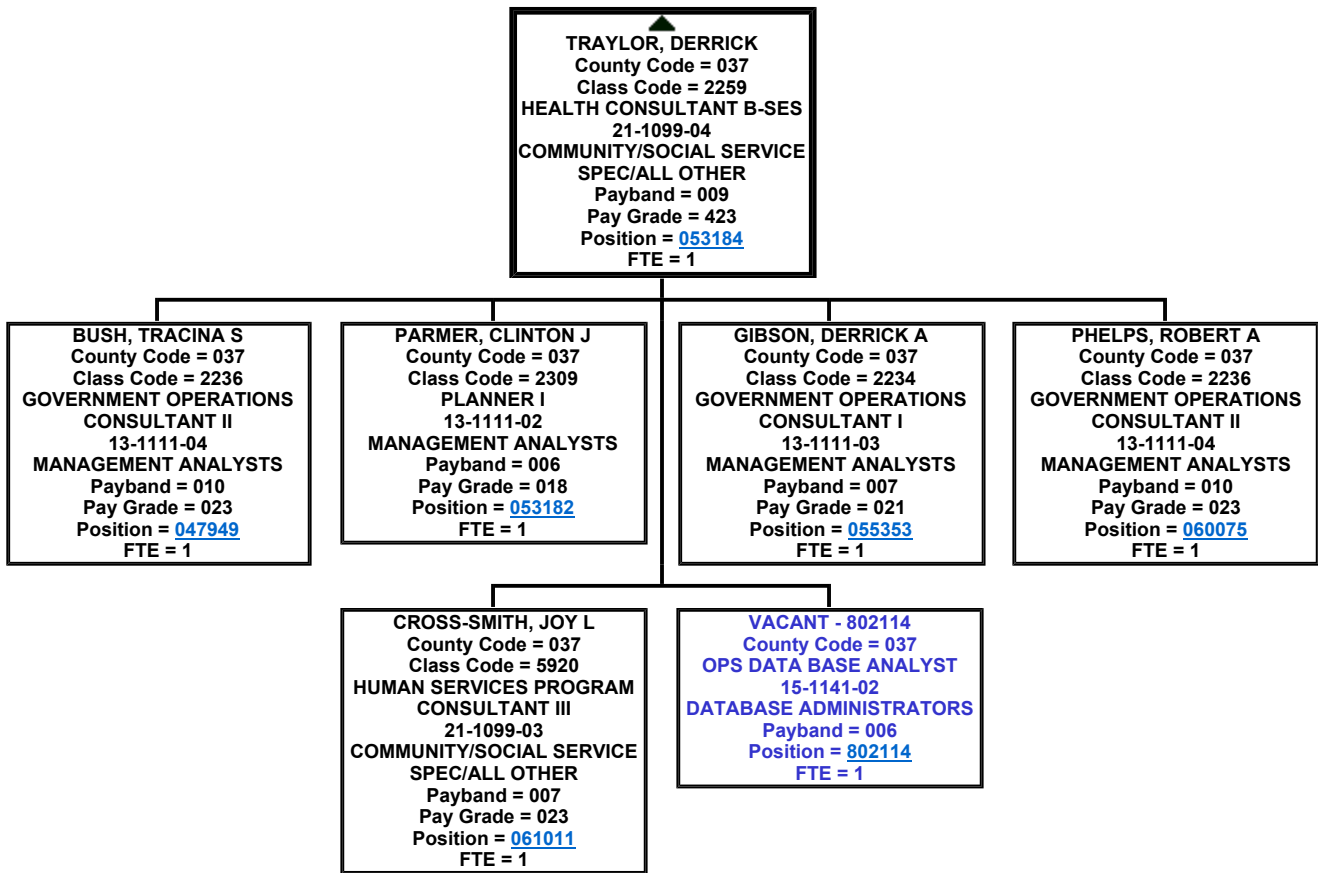 TRAYLOR, DERRICK
County Code = 037
Class Code = 2259
HEALTH CONSULTANT B-SES
21-1099-04
COMMUNITY/SOCIAL SERVICE
SPEC/ALL OTHER
Payband = 009
Pay Grade = 423
Position = 053184
FTE = 1
BUSH, TRACINA S
County Code = 037
Class Code = 2236
GOVERNMENT OPERATIONS
CONSULTANT II
13-1111-04
MANAGEMENT ANALYSTS
Payband = 010
Pay Grade = 023
Position = 047949
FTE = 1
PARMER, CLINTON J
County Code = 037
Class Code = 2309
PLANNER I
13-1111-02
MANAGEMENT ANALYSTS
Payband = 006
Pay Grade = 018
Position = 053182
FTE = 1
GIBSON, DERRICK A
County Code = 037
Class Code = 2234
GOVERNMENT OPERATIONS
CONSULTANT I
13-1111-03
MANAGEMENT ANALYSTS
Payband = 007
Pay Grade = 021
Position = 055353
FTE = 1
PHELPS, ROBERT A
County Code = 037
Class Code = 2236
GOVERNMENT OPERATIONS
CONSULTANT II
13-1111-04
MANAGEMENT ANALYSTS
Payband = 010
Pay Grade = 023
Position = 060075
FTE = 1
CROSS-SMITH, JOY L
County Code = 037
Class Code = 5920
HUMAN SERVICES PROGRAM
CONSULTANT III
21-1099-03
COMMUNITY/SOCIAL SERVICE
SPEC/ALL OTHER
Payband = 007
Pay Grade = 023
Position = 061011
FTE = 1
VACANT - 802114
County Code = 037
OPS DATA BASE ANALYST
15-1141-02
DATABASE ADMINISTRATORS
Payband = 006
Position = 802114
FTE = 1